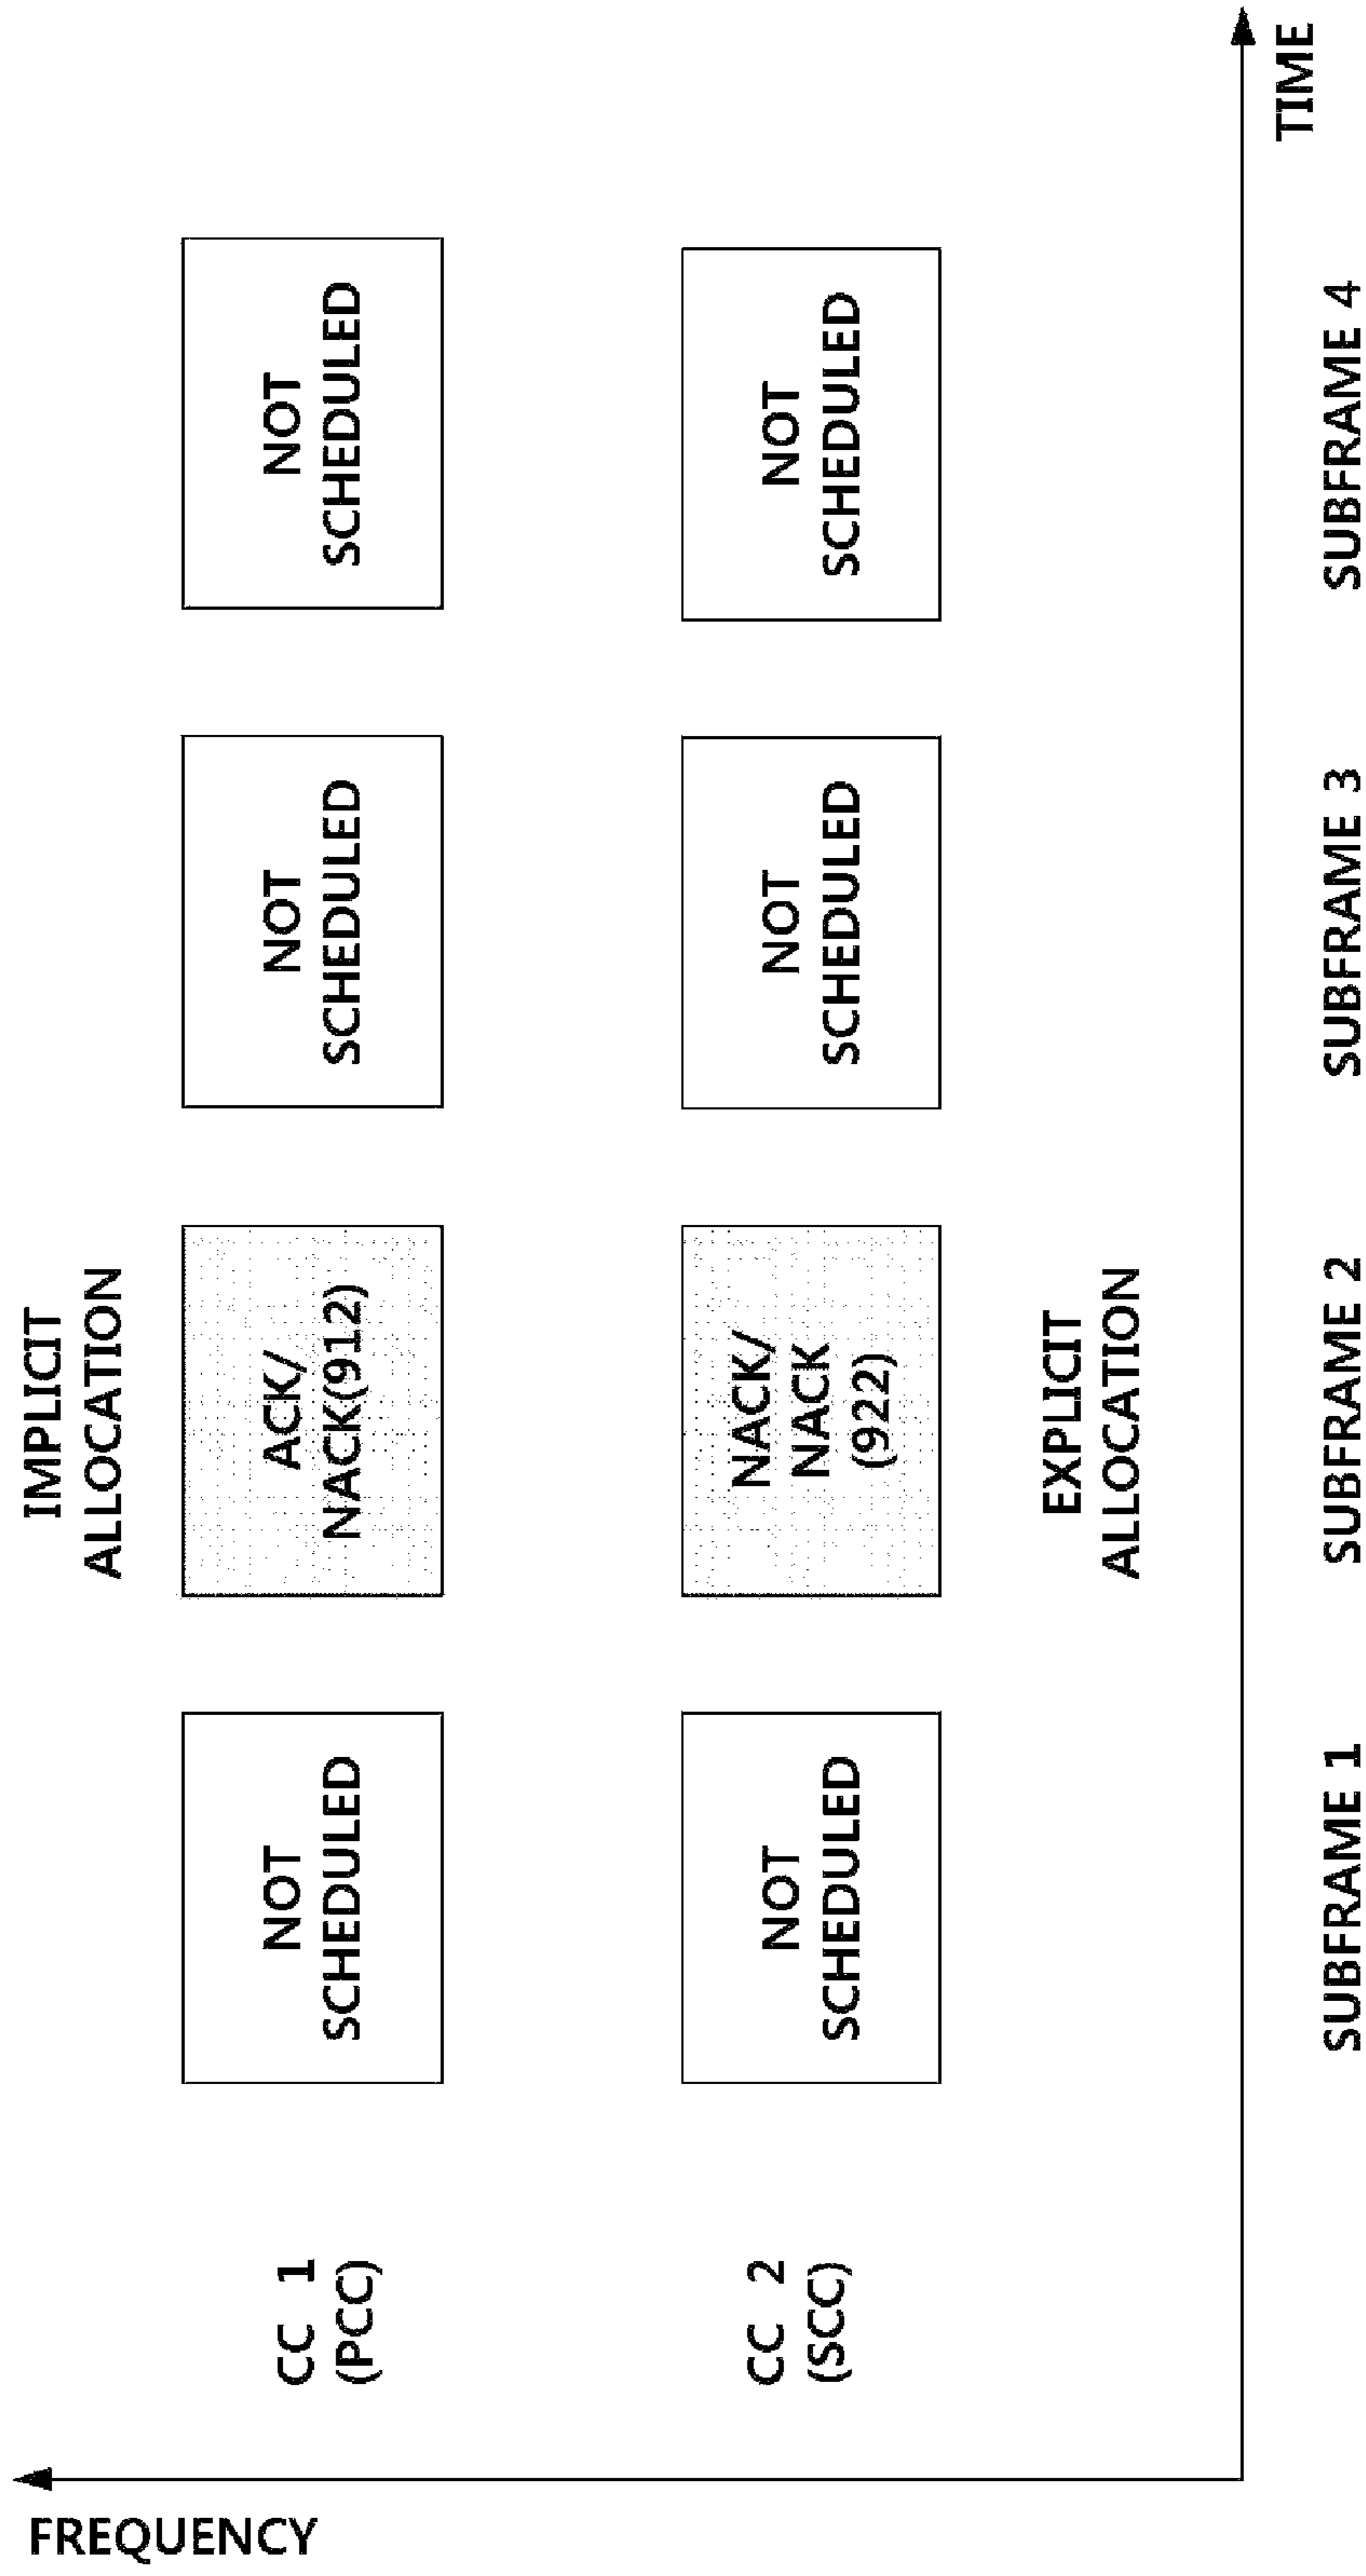 FREQUENCY
IMPLICIT
ALLOCATION
CC 1
(PCC)
NOT
SCHEDULED
ACK/
NACK(912)
NOT
SCHEDULED
NOT
SCHEDULED
CC 2
(SCC)
NOT
SCHEDULED
NACK/
NACK
(922)
NOT
SCHEDULED
NOT
SCHEDULED
EXPLICIT
ALLOCATION
TIME
SUBFRAME 1
SUBFRAME 2
SUBFRAME 3
SUBFRAME 4